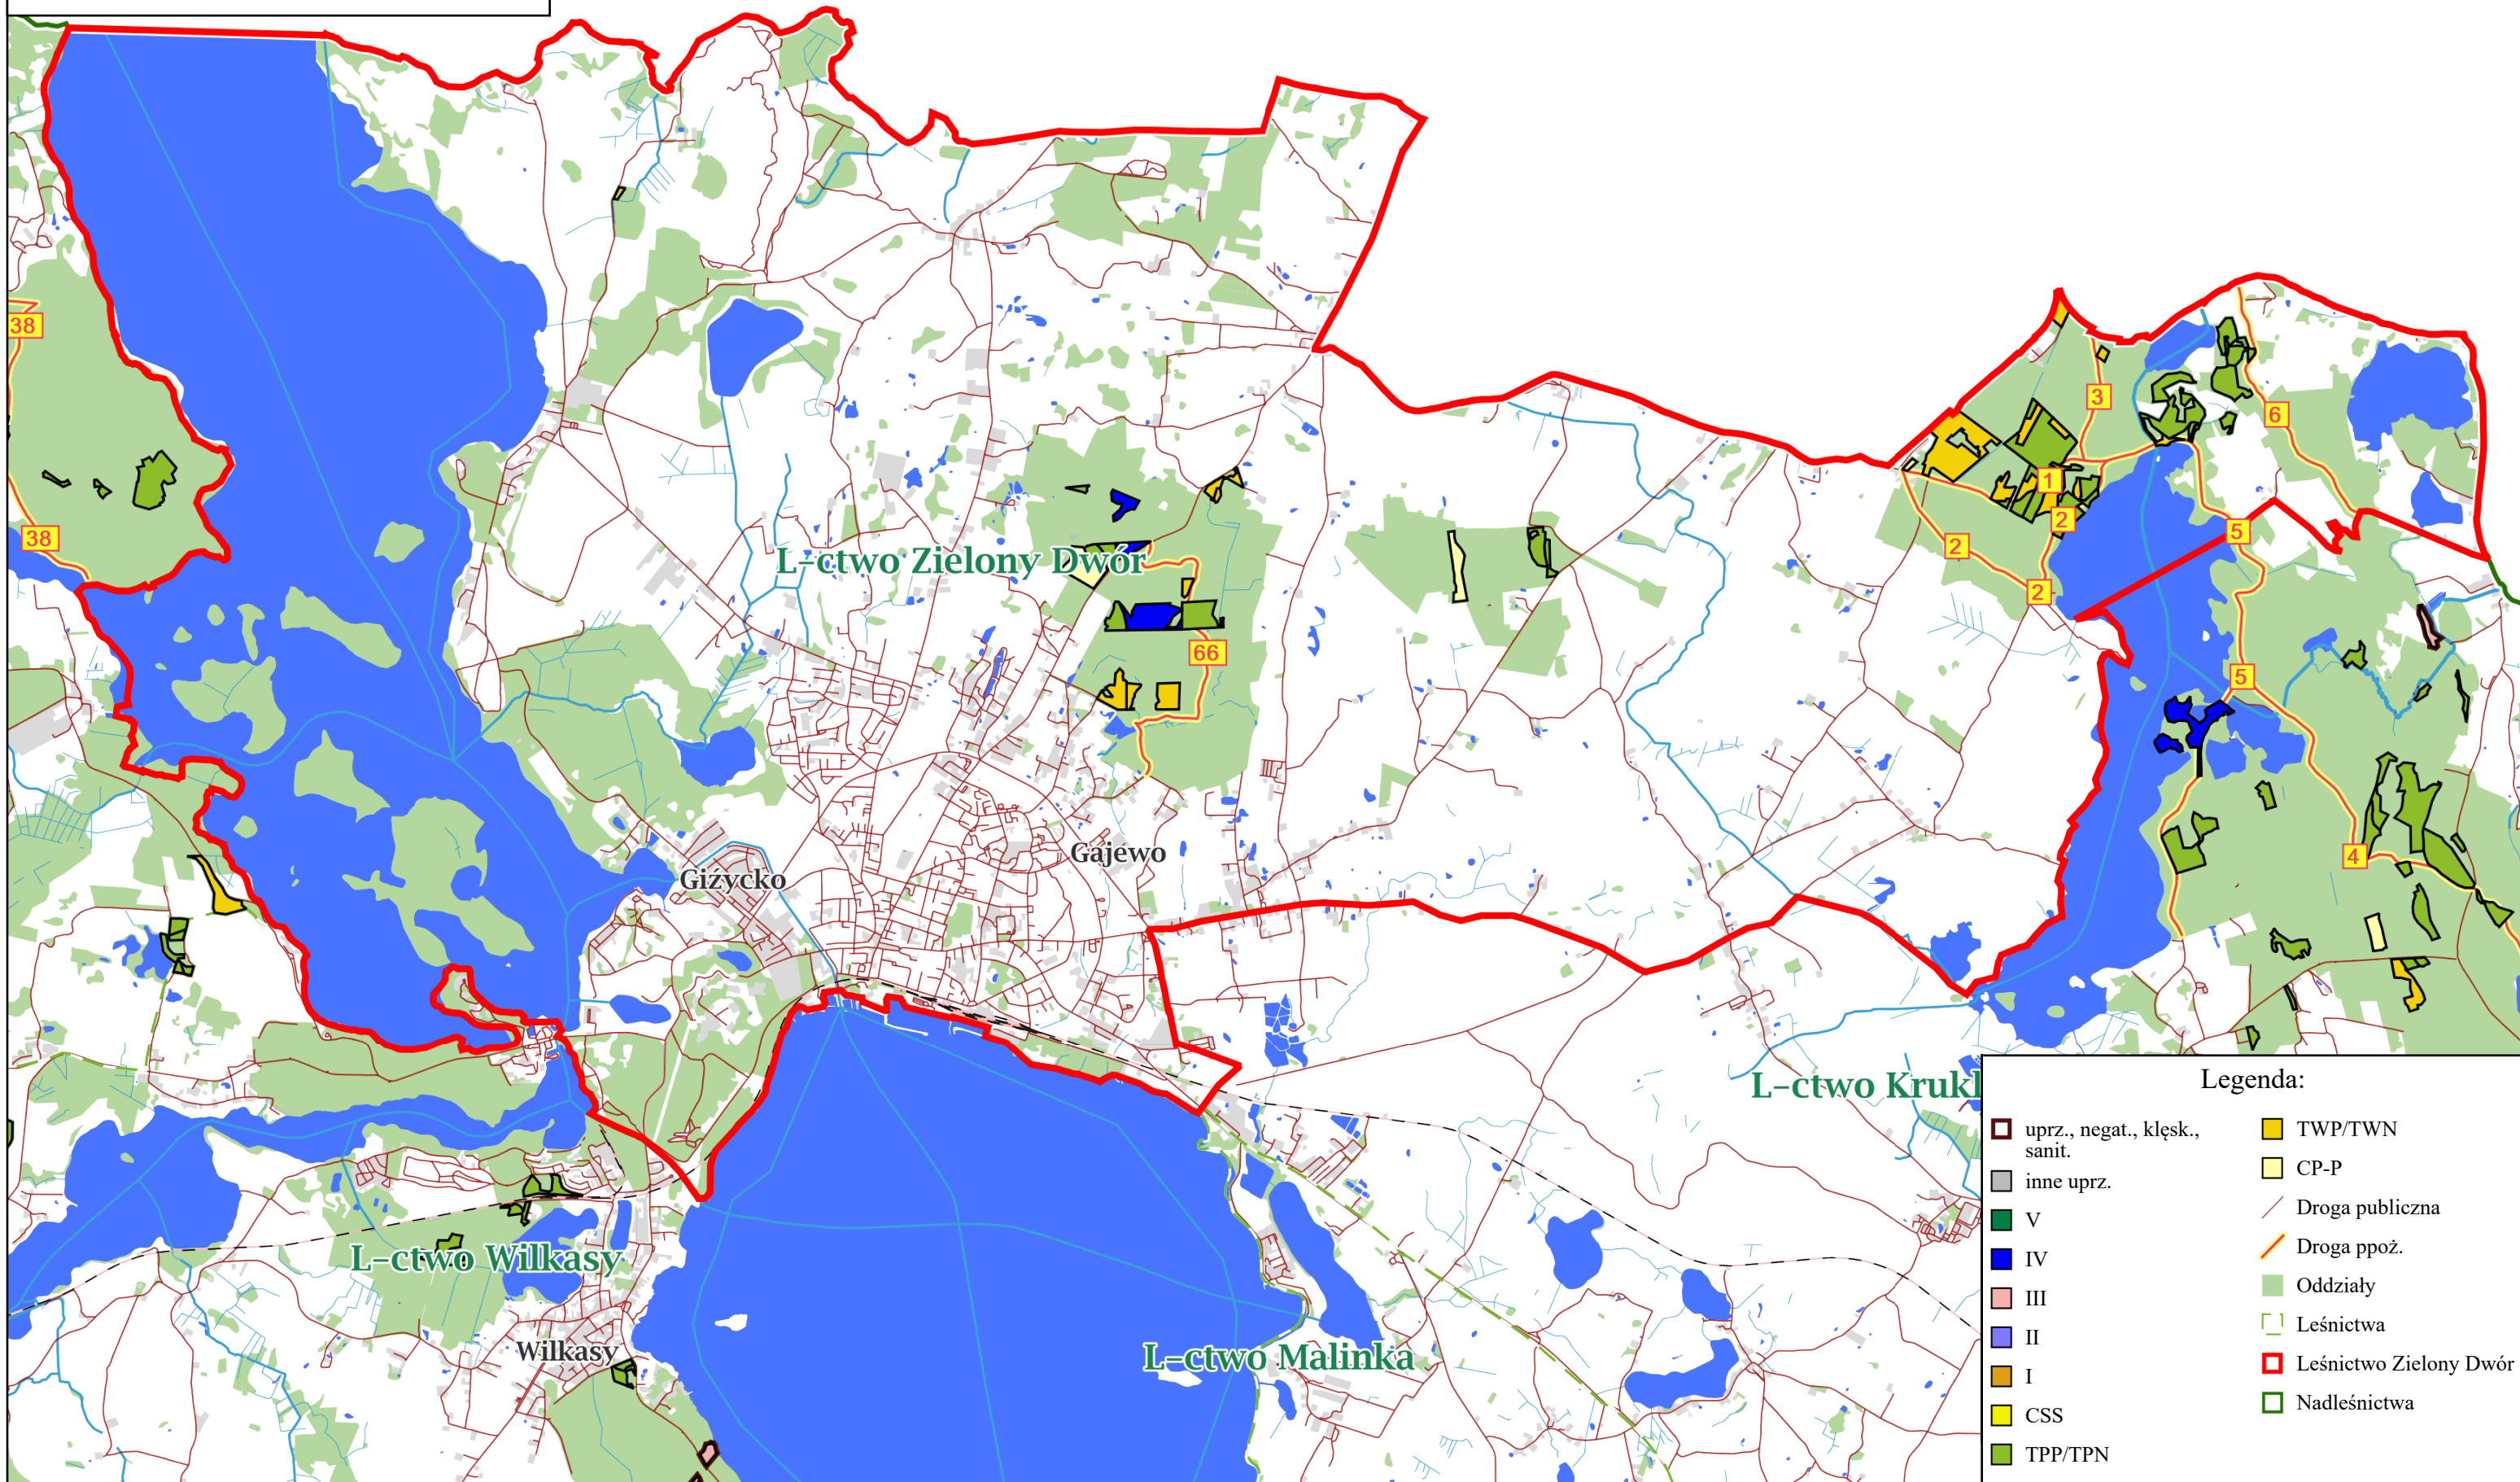 38
3
6
1
2
5
38
2
L-ctwo Zielony Dwór
2
66
5
Gajewo
4
Giżycko
L-ctwo Krukl
L-ctwo Wilkasy
Wilkasy
L-ctwo Malinka
Legenda:
uprz., negat., klęsk.,
sanit.
inne uprz.
V
IV
III
II
I
CSS
TPP/TPN
TWP/TWN
CP-P
Droga publiczna
Droga ppoż.
Oddziały
Leśnictwa
Leśnictwo Zielony Dwór
Nadleśnictwa